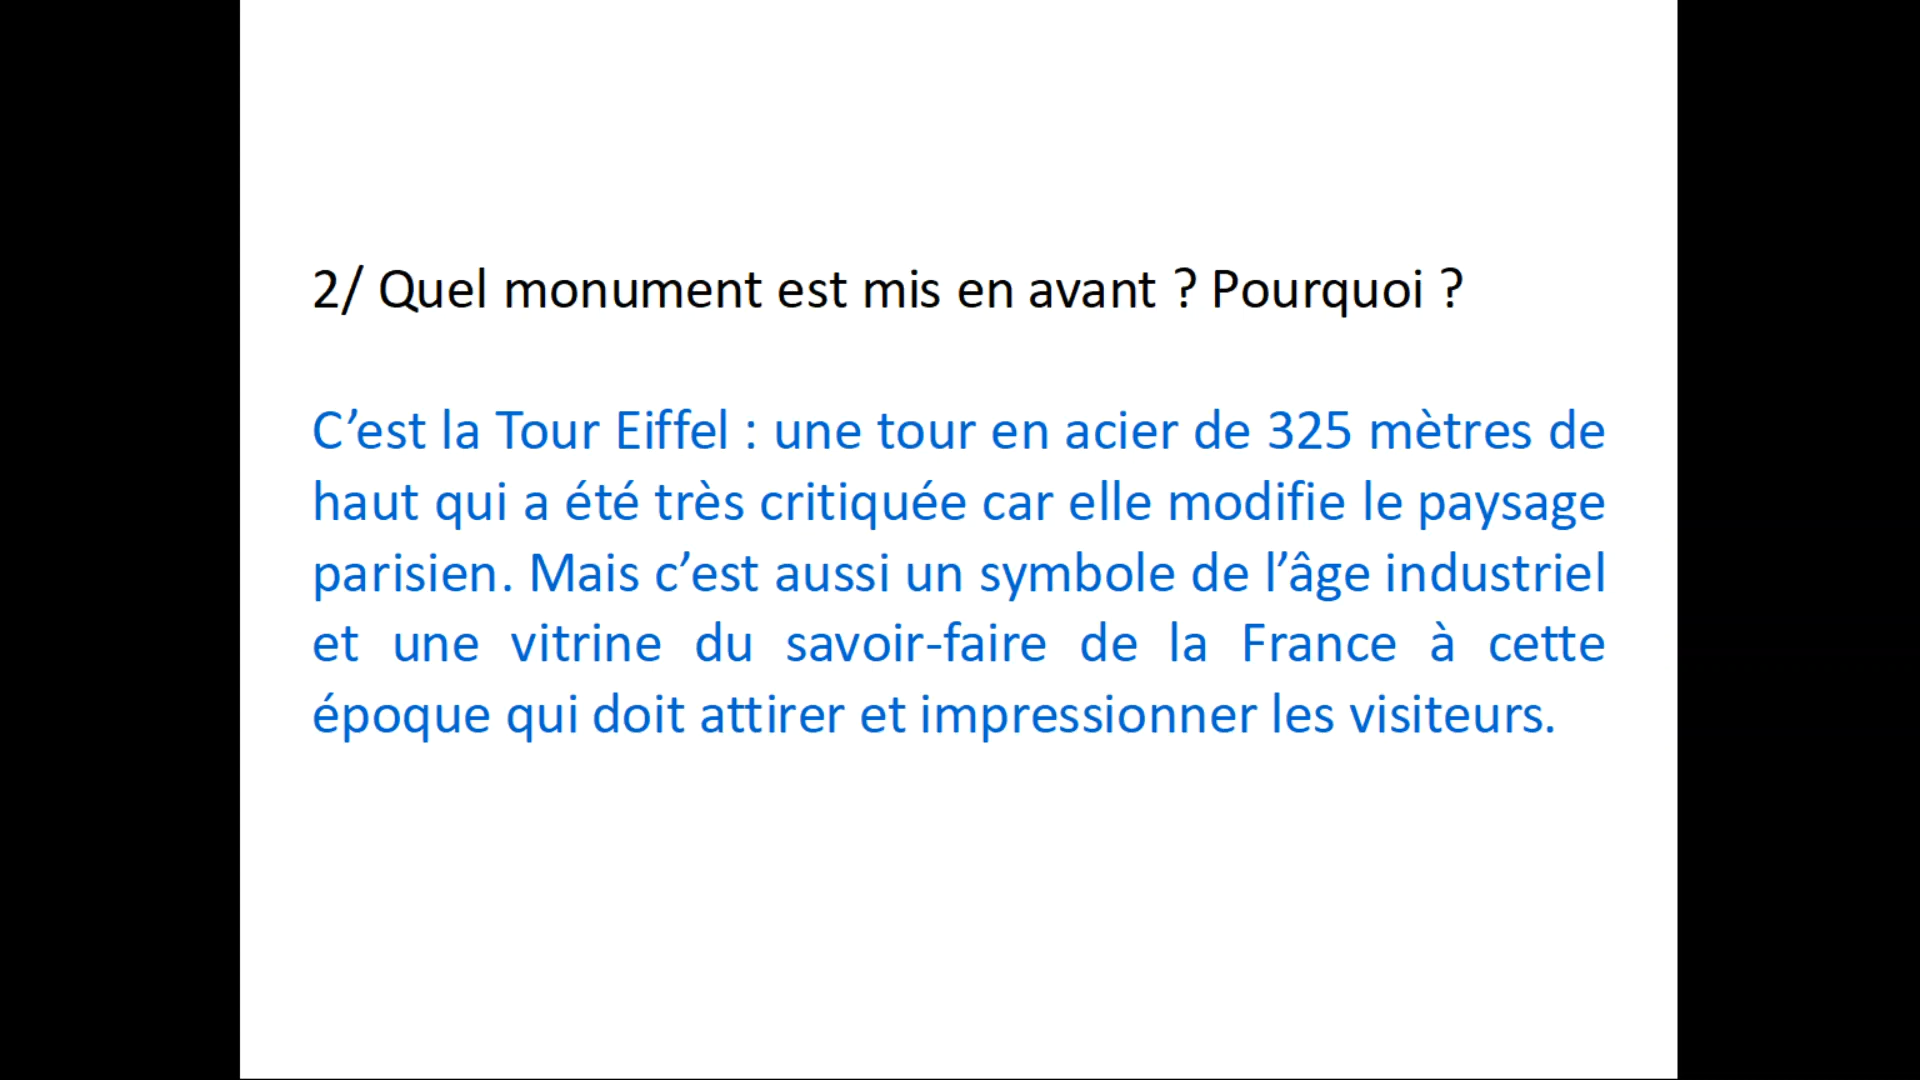 2/ Quel monument est mis en avant ? Pourquoi ?
C’est la Tour Eiffel : une tour en acier de 325 mètres de
haut qui a été très critiquée car elle modifie le paysage
parisien. Mais c’est aussi un symbole de l’âge industriel
et une vitrine du savoir-faire de la France à cette
époque qui doit attirer et impressionner les visiteurs.